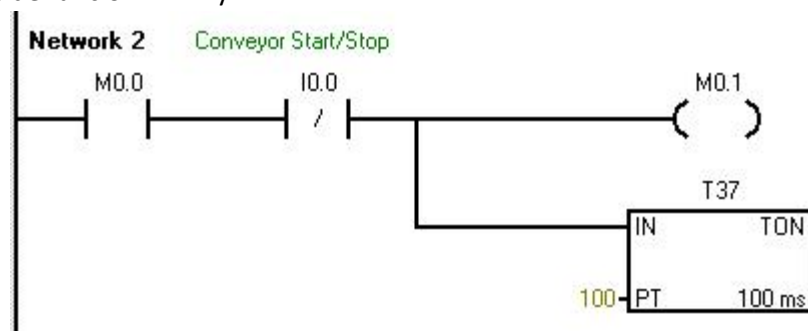 Network 2 Conveyor Start/Stop
M0.0 I0.0 M0.1
/
T37
IN TON
100 PT 100 ms